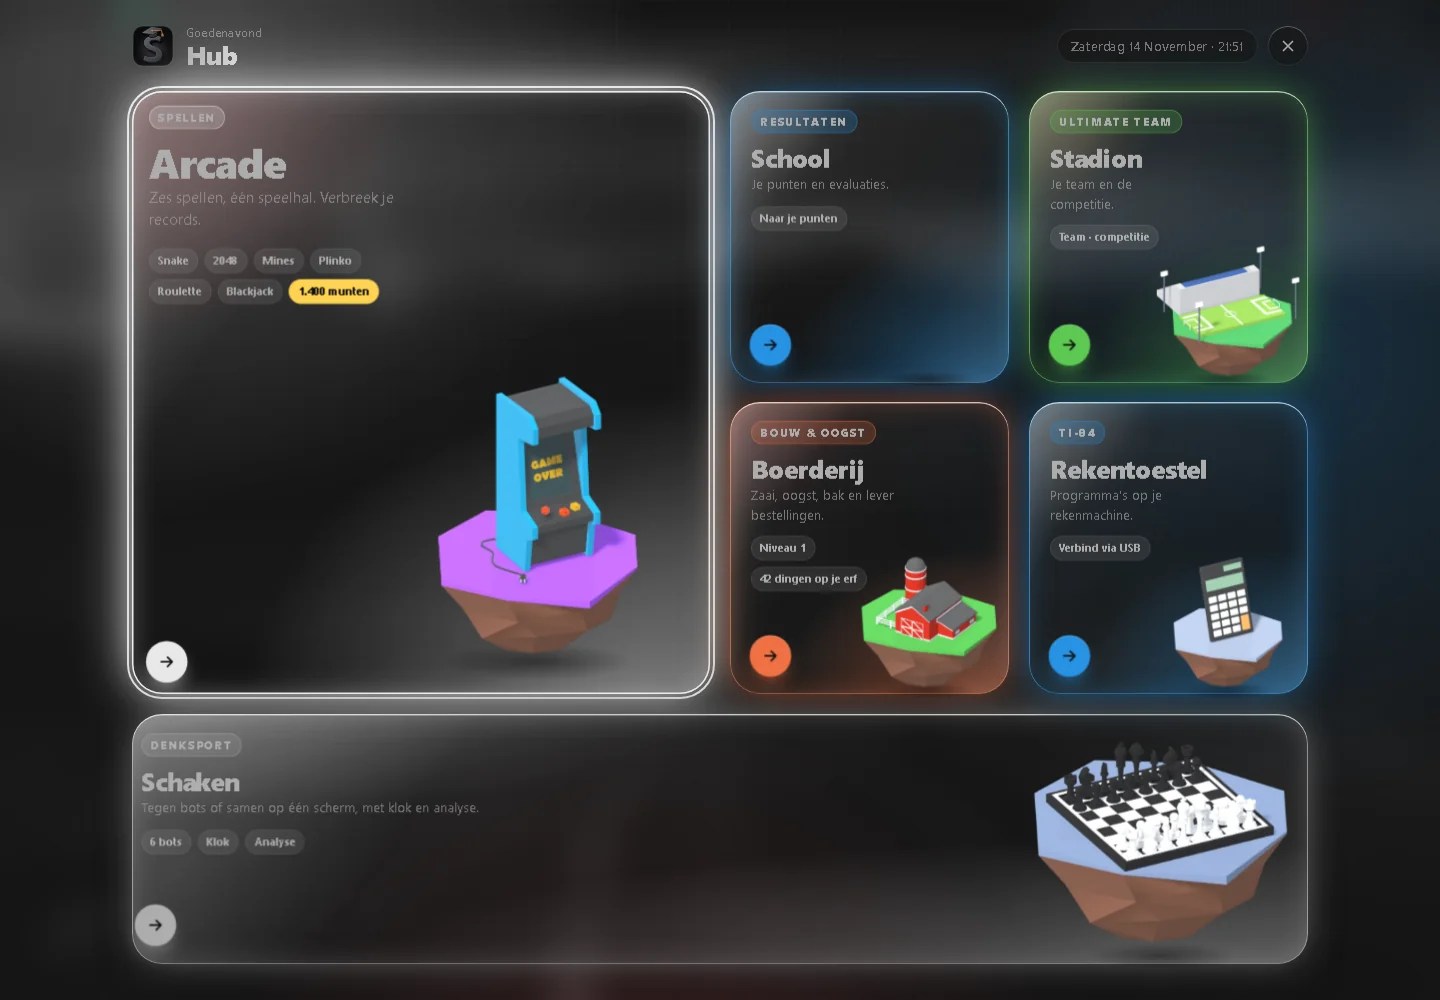 Goedenavond
Hub
Zaterdag 14 November · 21:51
SPELLEN
Arcade
Zes spellen, één speelhal. Verbreek je
records.
Snake 2048 Mines Plinko
Roulette Blackjack 1.400 munten
GAME
OVER
RESULTATEN
School
Je punten en evaluaties.
Naar je punten
ULTIMATE TEAM
Stadion
Je team en de
competitie.
Team · competitie
BOUW & OOGST
Boerderij
Zaai, oogst, bak en lever
bestellingen.
Niveau 1
42 dingen op je erf
TI-84
Rekentoestel
Programma's op je
rekenmachine.
Verbind via USB
DENKSPORT
Schaken
Tegen bots of samen op één scherm, met klok en analyse.
6 bots Klok Analyse